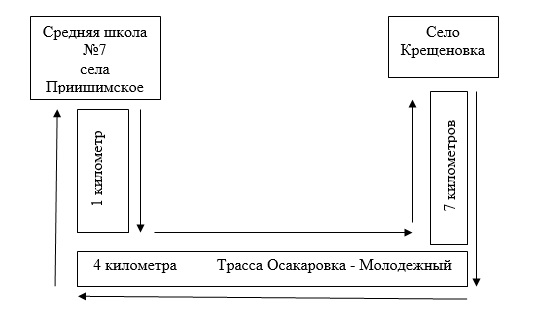 Средняя школа
№7
села
Приишимское
Село
Крещеновка
1 километр
7 километров
4 километра Трасса Осакаровка - Молодежный